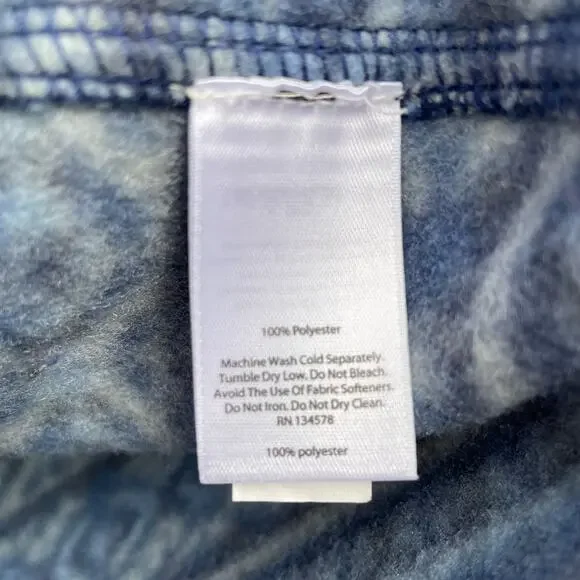 100% Polyester
Machine Wash Cold Separately.
Tumble Dry Low. Do Not Bleach.
Avoid The Use Of Fabric Softeners.
Do Not Iron. Do Not Dry Clean.
RN 134578
100% polyester